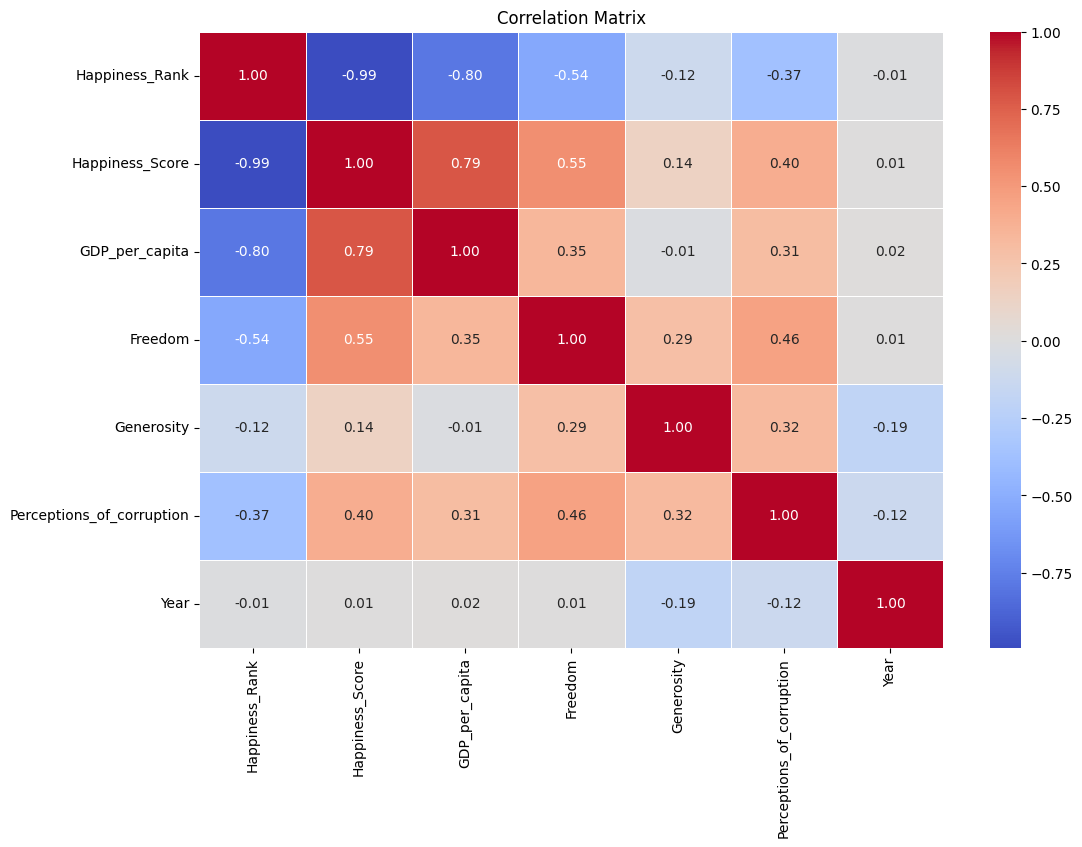 Correlation Matrix
Happiness_Rank 1.00 -0.99 -0.80 -0.54 -0.12 -0.37 -0.01
Happiness_Score -0.99 1.00 0.79 0.55 0.14 0.40 0.01
GDP_per_capita -0.80 0.79 1.00 0.35 -0.01 0.31 0.02
Freedom -0.54 0.55 0.35 1.00 0.29 0.46 0.01
Generosity -0.12 0.14 -0.01 0.29 1.00 0.32 -0.19
Perceptions_of_corruption -0.37 0.40 0.31 0.46 0.32 1.00 -0.12
Year -0.01 0.01 0.02 0.01 -0.19 -0.12 1.00
Happiness_Rank
Happiness_Score
GDP_per_capita
Freedom
Generosity
Perceptions_of_corruption
Year
1.00
0.75
0.50
0.25
0.00
−0.25
−0.50
−0.75